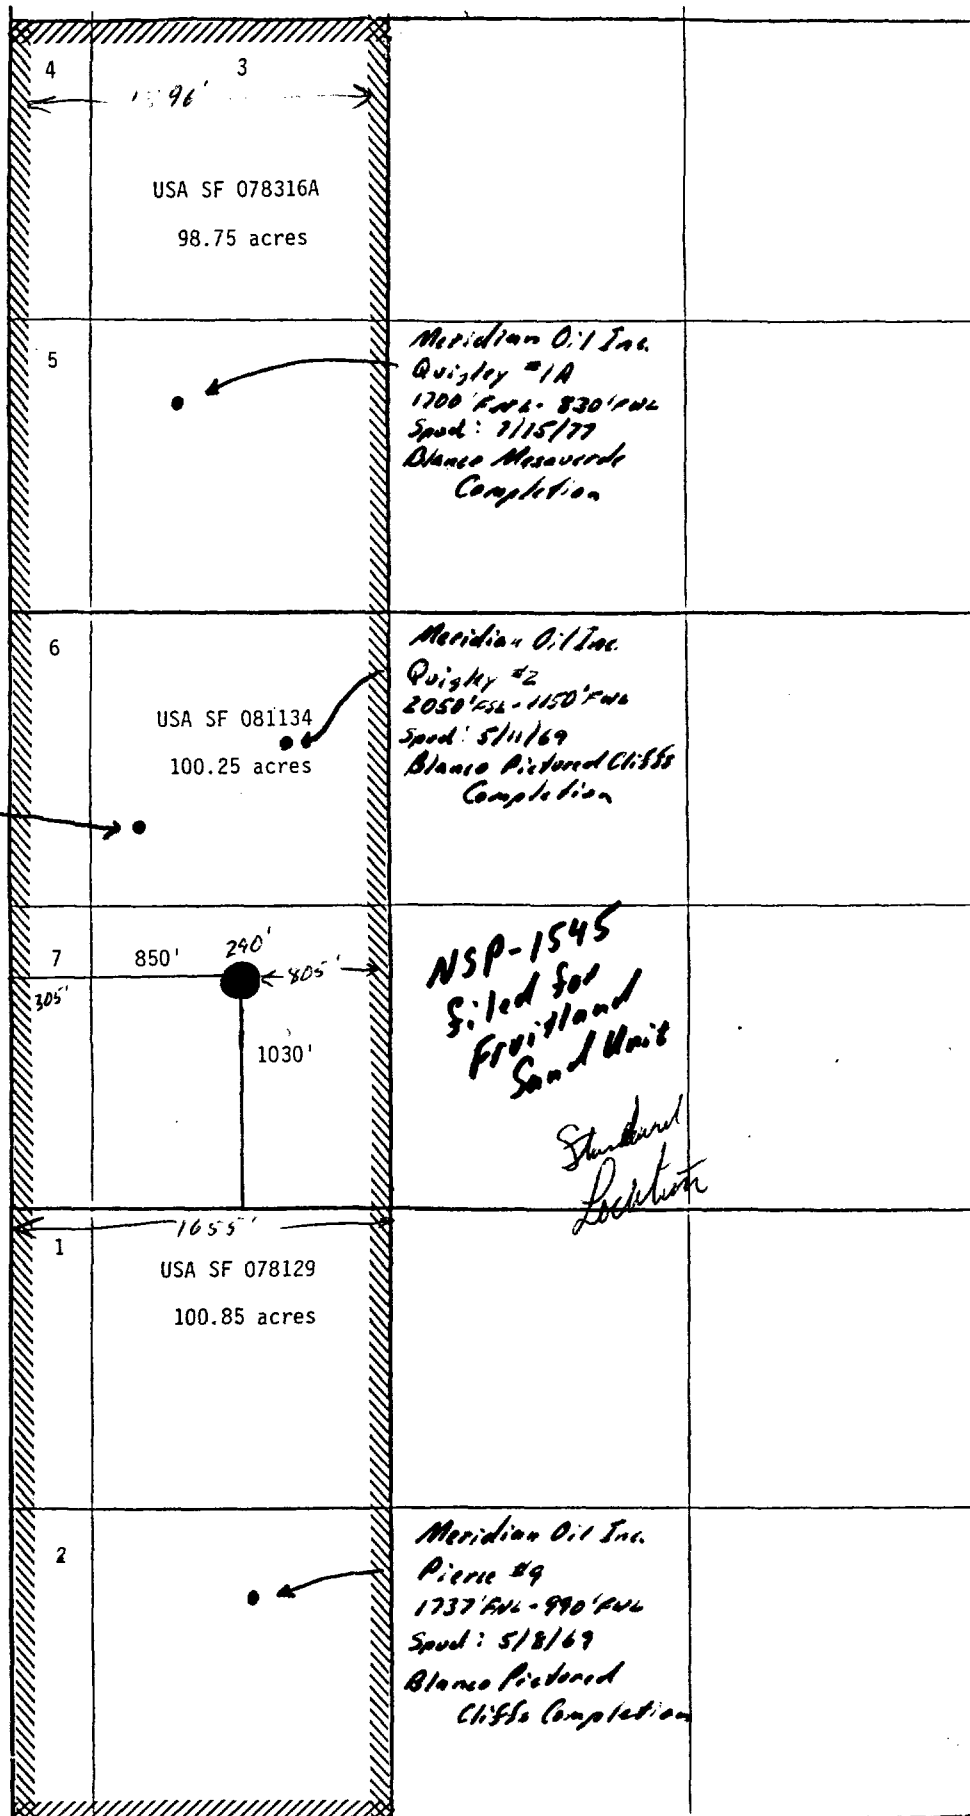 4
3
USA SF 078316A
98.75 acres
5
Meridian Oil Inc.
Quigley #1A
1700' FNL - 830' FWL
Blanco Mesaverde
Completion
6
Meridian Oil Inc.
Quigley #2
2050' FSL - 1150' FWL
Spud: 5/11/69
Blanco Pictured Cliffs
Completion
USA SF 081134
100.25 acres
7
850'
240'
805'
305'
1030'
NSP-1545
filed for
Fruitland
Sand Unit
Standard
Location
1655'
1
USA SF 078129
100.85 acres
2
Meridian Oil Inc.
Pierce #9
1737' FNL - 990' FWL
Spud: 5/8/69
Blanco Pictured
Cliffs Completion